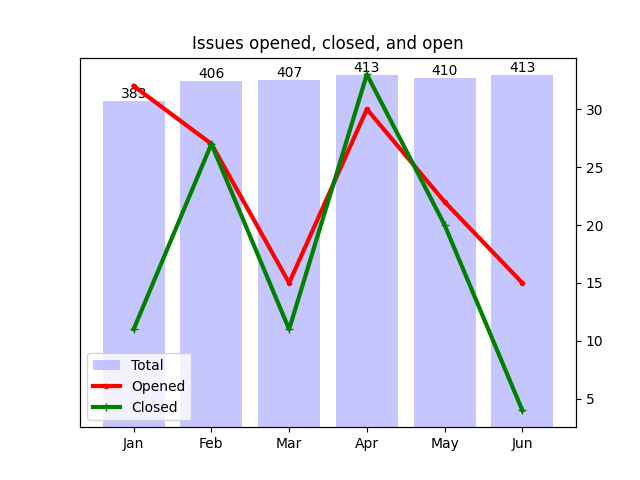 Issues opened, closed, and open
383
406
407
413
410
413
30
25
20
15
10
5
Total
Opened
Closed
Jan
Feb
Mar
Apr
May
Jun